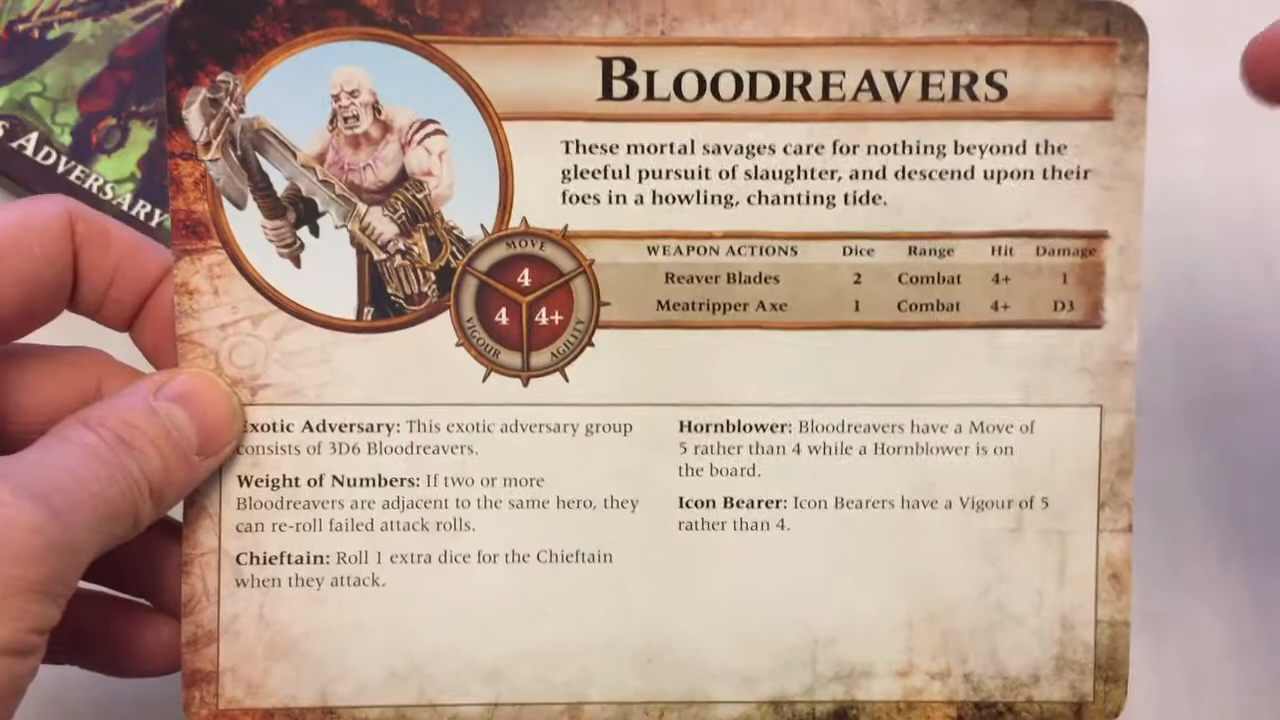 S ADVERSARY
BLOODREAVERS
These mortal savages care for nothing beyond the
gleeful pursuit of slaughter, and descend upon their
foes in a howling, chanting tide.
WEAPON ACTIONS Dice Range Hit Damage
Reaver Blades 2 Combat 4+ 1
Meatripper Axe 1 Combat 4+ D3
MOVE
4
4 4+
VIGOUR AGILITY
Exotic Adversary: This exotic adversary group
consists of 3D6 Bloodreavers.
Weight of Numbers: If two or more
Bloodreavers are adjacent to the same hero, they
can re-roll failed attack rolls.
Chieftain: Roll 1 extra dice for the Chieftain
when they attack.
Hornblower: Bloodreavers have a Move of
5 rather than 4 while a Hornblower is on
the board.
Icon Bearer: Icon Bearers have a Vigour of 5
rather than 4.